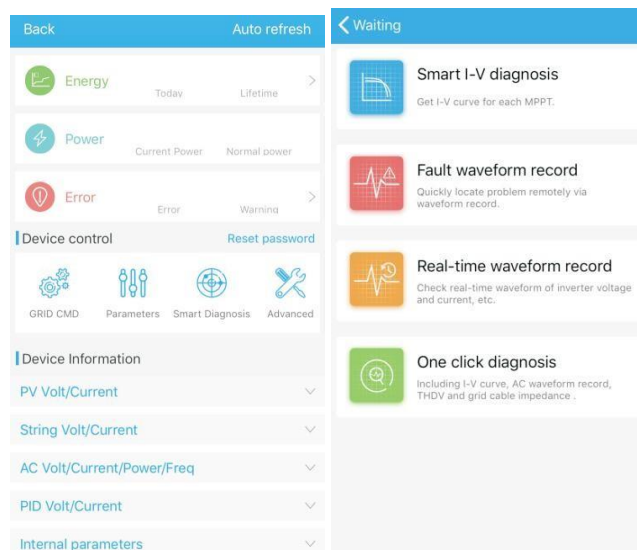 Back
Auto refresh
Energy
Today
Lifetime
Power
Current Power
Normal power
Error
Error
Warning
Device control
Reset password
GRID CMD
Parameters
Smart Diagnosis
Advanced
Device Information
PV Volt/Current
String Volt/Current
AC Volt/Current/Power/Freq
PID Volt/Current
Internal parameters
Waiting
Smart I-V diagnosis
Get I-V curve for each MPPT.
Fault waveform record
Quickly locate problem remotely via
waveform record.
Real-time waveform record
Check real-time waveform of inverter voltage
and current, etc.
One click diagnosis
Including I-V curve, AC waveform record,
THDV and grid cable impedance .